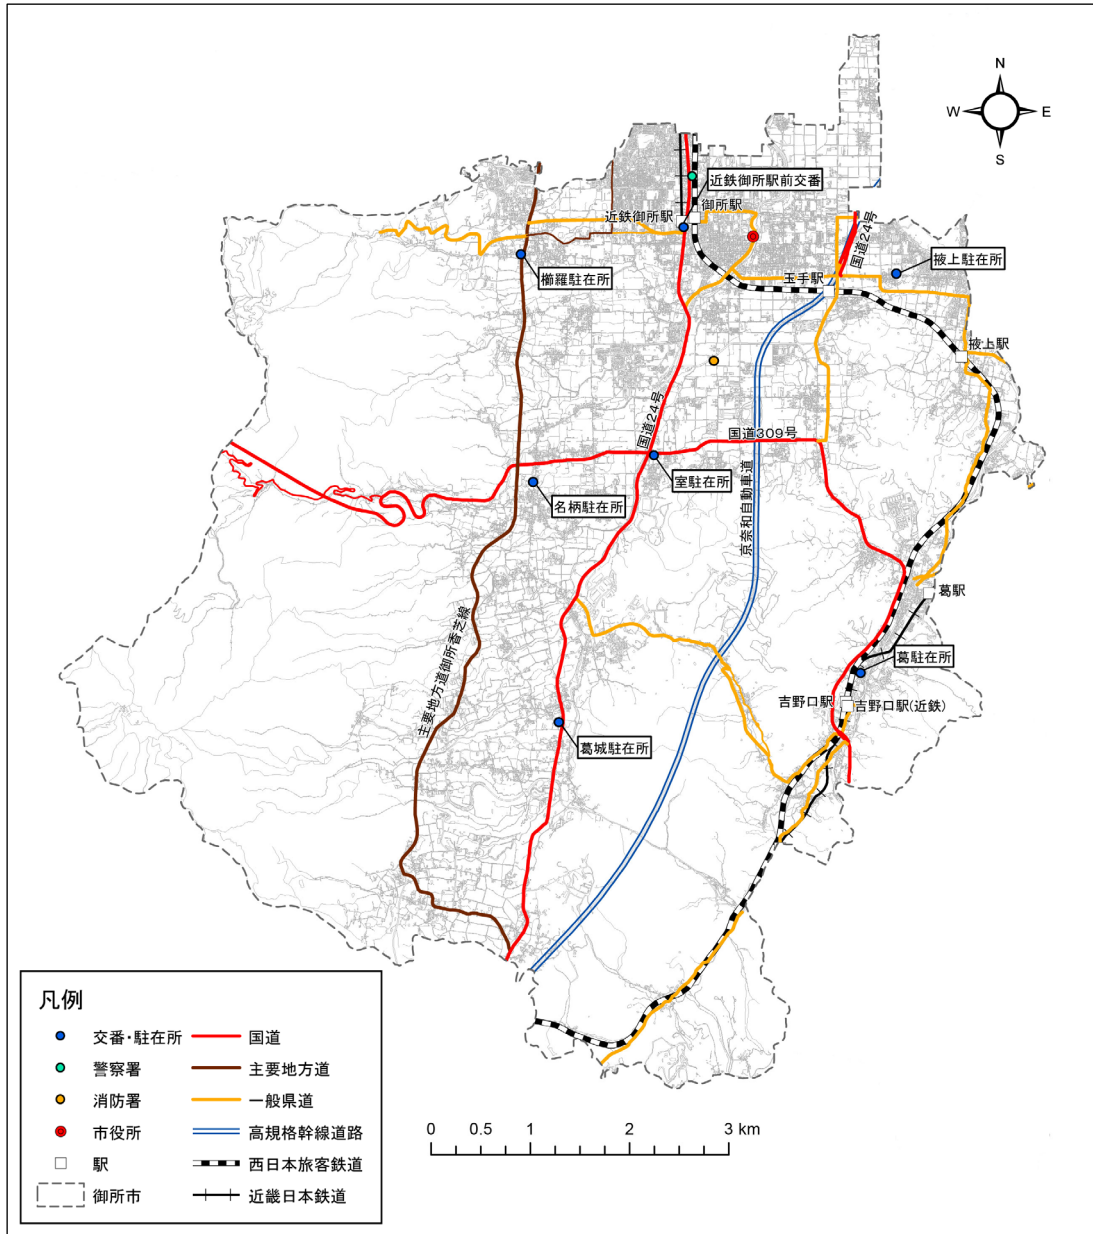 N
W
E
S
近鉄御所駅前交番
御所駅
近鉄御所駅
国道24号
掖上駐在所
櫛羅駐在所
玉手駅
掖上駅
国道24号
国道309号
室駐在所
名柄駐在所
京奈和自動車道
葛駅
主要地方道御所香芝線
葛駐在所
吉野口駅
吉野口駅(近鉄)
葛城駐在所
凡例
交番・駐在所
国道
警察署
主要地方道
消防署
一般県道
市役所
高規格幹線道路
駅
西日本旅客鉄道
御所市
近畿日本鉄道
0 0.5 1 2 3 km